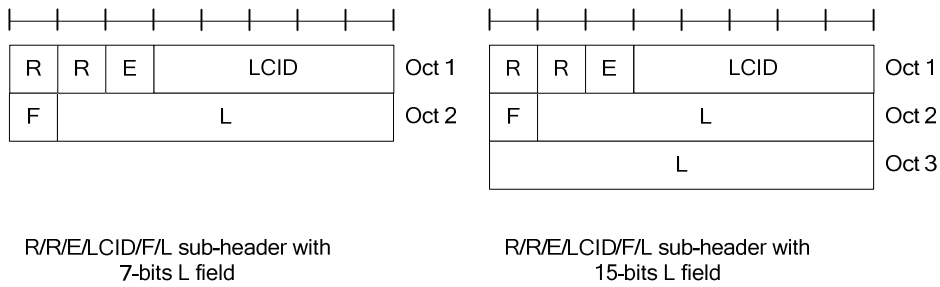 R R E LCID Oct 1
F L Oct 2
R/R/E/LCID/F/L sub-header with
7-bits L field
R R E LCID Oct 1
F L Oct 2
L Oct 3
R/R/E/LCID/F/L sub-header with
15-bits L field